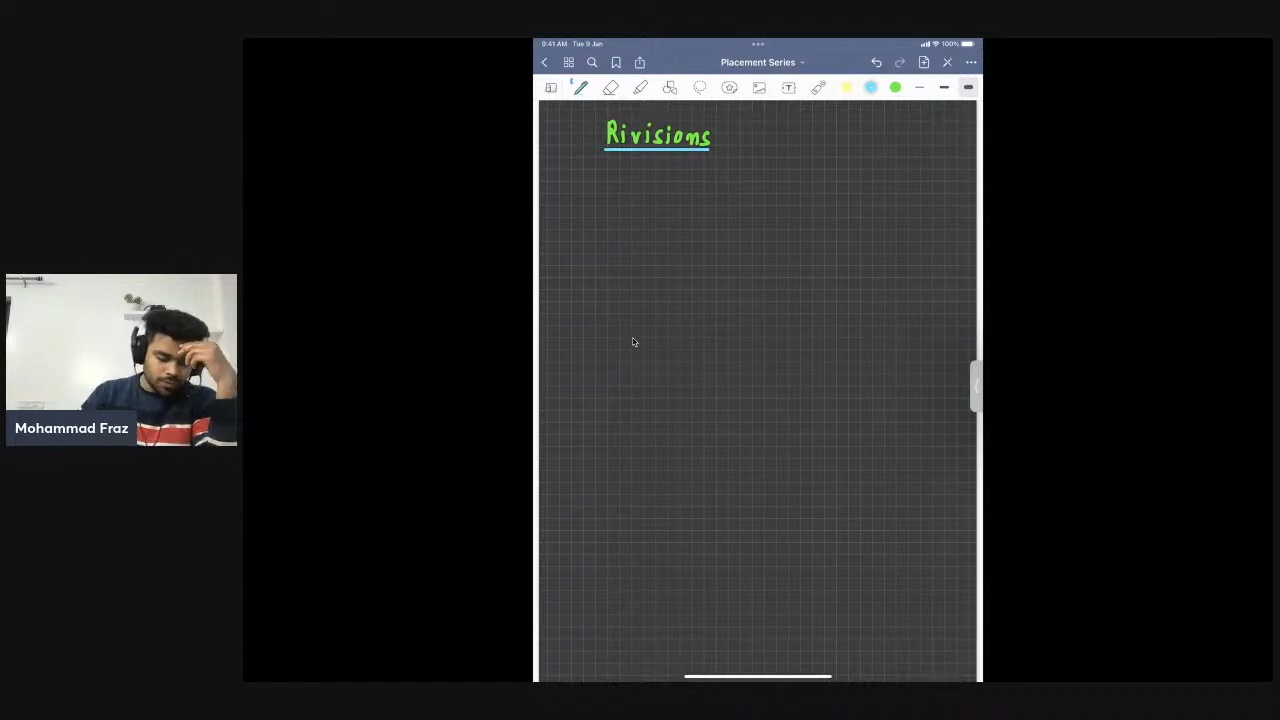 9:41 AM Tue 9 Jan
100%
Placement Series
T
Rivisions
Mohammad Fraz